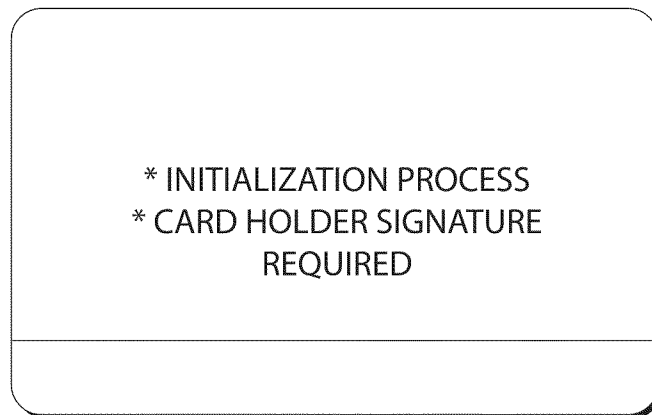 * INITIALIZATION PROCESS
* CARD HOLDER SIGNATURE
REQUIRED